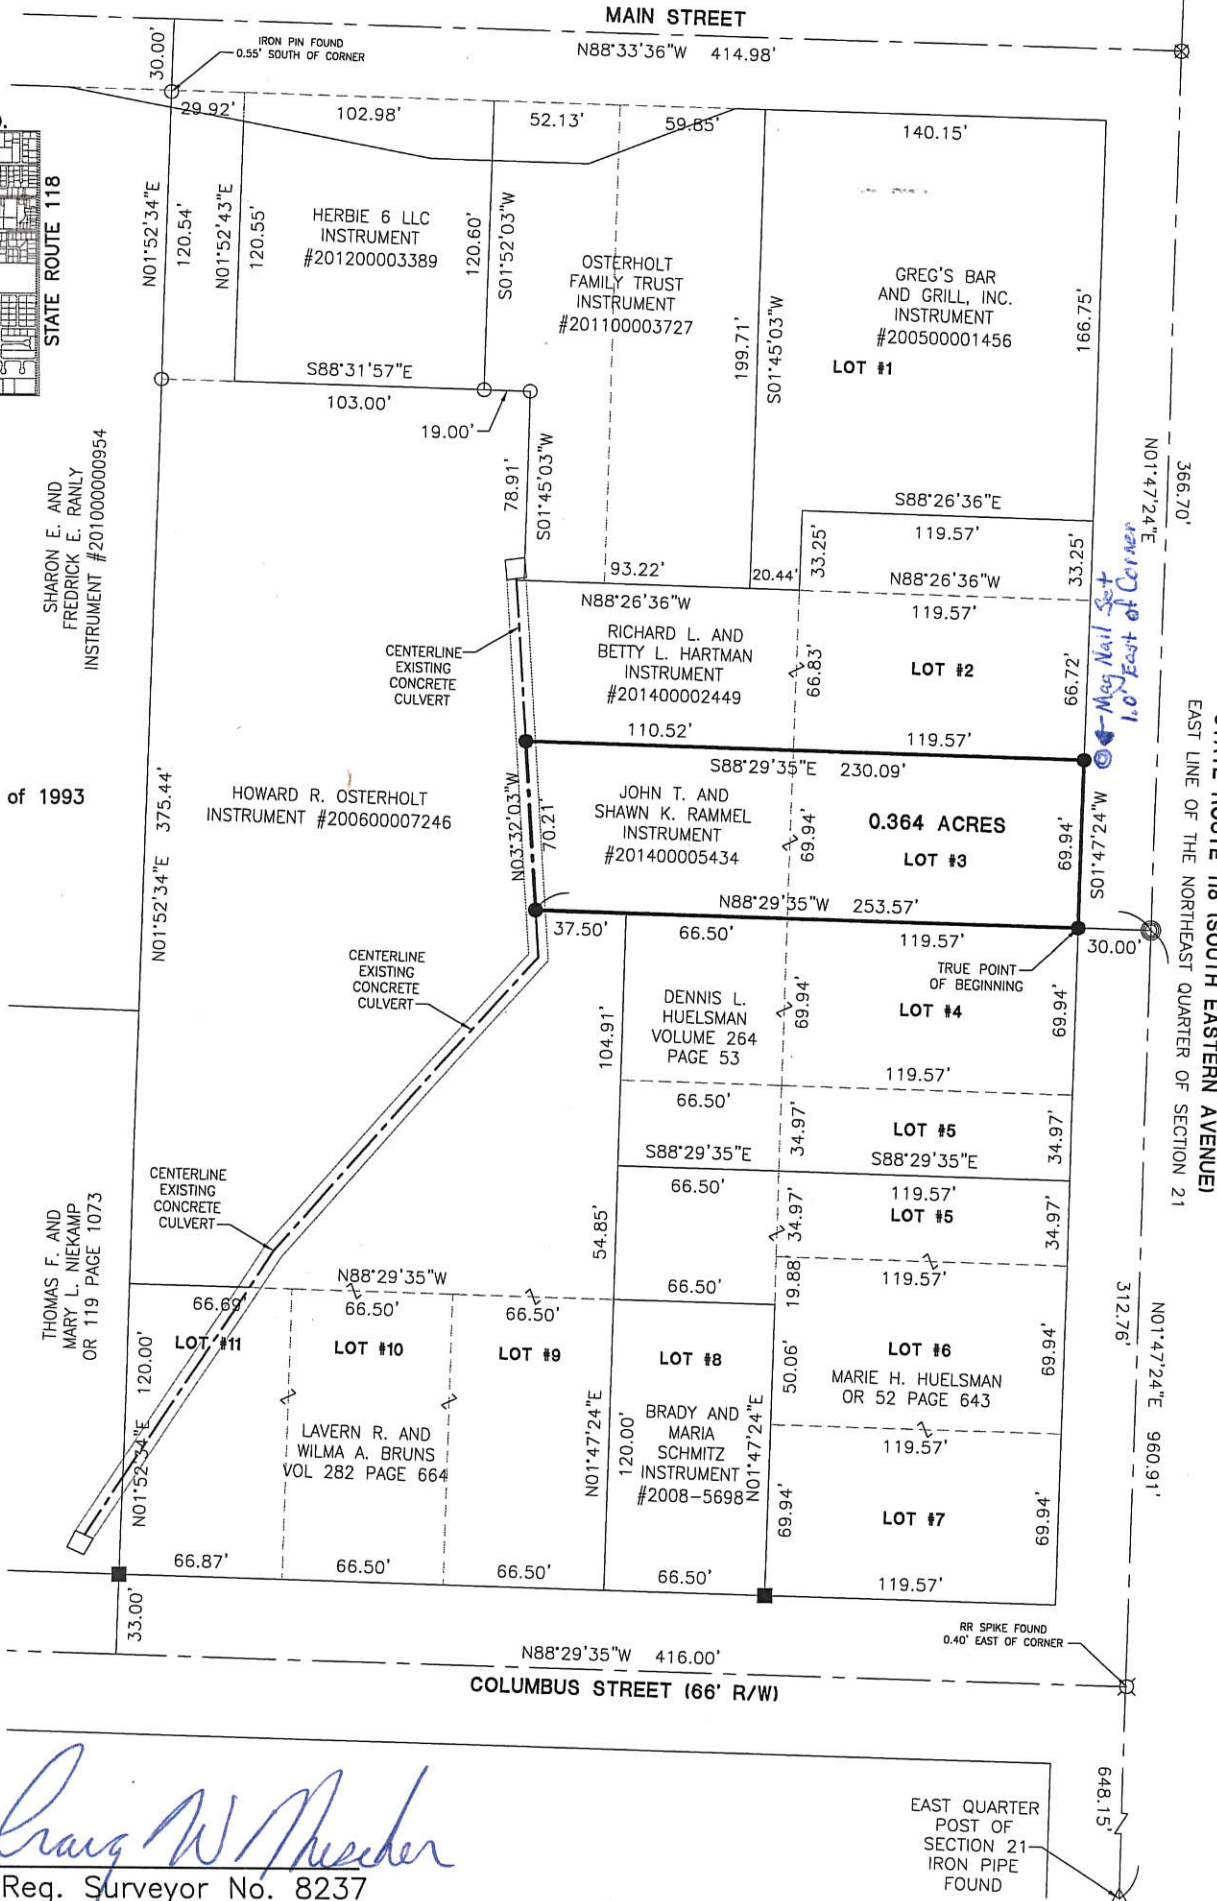 MAIN STREET
N88°33'36"W 414.98'
30.00'
IRON PIN FOUND
0.55' SOUTH OF CORNER
29.92'
102.98'
52.13'
59.85'
140.15'
STATE ROUTE 118
N01°52'34"E
120.54'
N01°52'43"E
120.55'
HERBIE 6 LLC
INSTRUMENT
#201200003389
120.60'
S01°52'03"W
OSTERHOLT
FAMILY TRUST
INSTRUMENT
#201100003727
199.71'
S01°45'03"W
GREG'S BAR
AND GRILL, INC.
INSTRUMENT
#200500001456
LOT #1
166.75'
S88°31'57"E
103.00'
19.00'
78.91'
S01°45'03"W
SHARON E. AND
FREDRICK E. RANLY
INSTRUMENT #201000000954
S88°26'36"E
119.57'
33.25'
33.25'
N88°26'36"W
119.57'
93.22'
20.44'
N88°26'36"W
N01°47'24"E
366.70'
Mag Nail Set
1.0' East of Corner
CENTERLINE
EXISTING
CONCRETE
CULVERT
RICHARD L. AND
BETTY L. HARTMAN
INSTRUMENT
#201400002449
66.83'
LOT #2
66.72'
110.52'
119.57'
S88°29'35"E 230.09'
of 1993
N01°52'34"E 375.44'
HOWARD R. OSTERHOLT
INSTRUMENT #200600007246
N03°32'03"W
70.21'
JOHN T. AND
SHAWN K. RAMMEL
INSTRUMENT
#201400005434
69.94'
0.364 ACRES
LOT #3
69.94'
S01°47'24"W
N88°29'35"W 253.57'
STATE ROUTE 118 (SOUTH EASTERN AVENUE)
EAST LINE OF THE NORTHEAST QUARTER OF SECTION 21
37.50'
66.50'
119.57'
30.00'
TRUE POINT
OF BEGINNING
CENTERLINE
EXISTING
CONCRETE
CULVERT
104.91'
DENNIS L.
HUELSMAN
VOLUME 264
PAGE 53
69.94'
LOT #4
69.94'
119.57'
66.50'
34.97'
LOT #5
34.97'
S88°29'35"E
S88°29'35"E
66.50'
119.57'
CENTERLINE
EXISTING
CONCRETE
CULVERT
54.85'
34.97'
LOT #5
34.97'
THOMAS F. AND
MARY L. NIEKAMP
OR 119 PAGE 1073
N88°29'35"W
66.50'
19.88'
119.57'
66.69'
66.50'
66.50'
312.76'
N01°47'24"E 960.91'
120.00'
N01°52'34"E
LOT #11
LOT #10
LOT #9
LOT #8
50.06'
LOT #6
MARIE H. HUELSMAN
OR 52 PAGE 643
69.94'
LAVERN R. AND
WILMA A. BRUNS
VOL 282 PAGE 664
N01°47'24"E
120.00'
BRADY AND
MARIA
SCHMITZ
INSTRUMENT
#2008-5698
N01°47'24"E
119.57'
69.94'
LOT #7
69.94'
66.87'
66.50'
66.50'
66.50'
119.57'
33.00'
RR SPIKE FOUND
0.40' EAST OF CORNER
N88°29'35"W 416.00'
COLUMBUS STREET (66' R/W)
648.15'
EAST QUARTER
POST OF
SECTION 21
IRON PIPE
FOUND
Craig W Mescher
Reg. Surveyor No. 8237